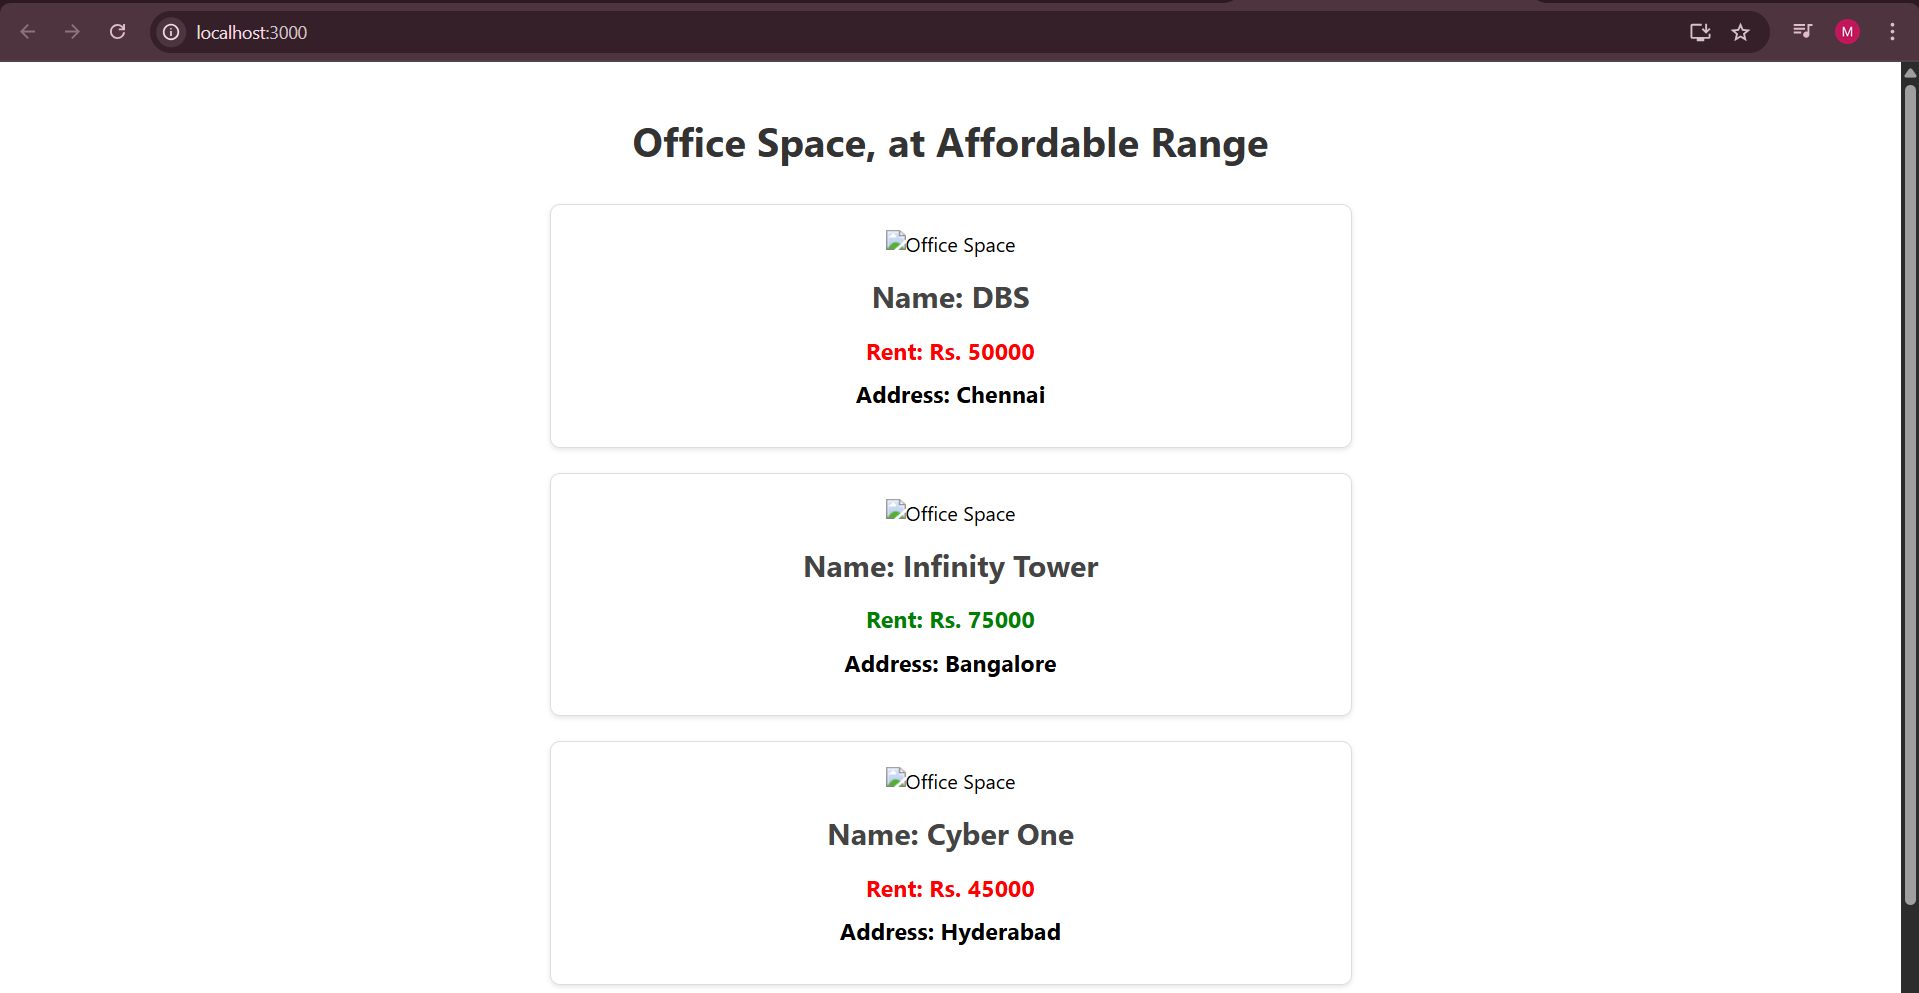 localhost:3000
M
Office Space, at Affordable Range
Office Space
Name: DBS
Rent: Rs. 50000
Address: Chennai
Office Space
Name: Infinity Tower
Rent: Rs. 75000
Address: Bangalore
Office Space
Name: Cyber One
Rent: Rs. 45000
Address: Hyderabad